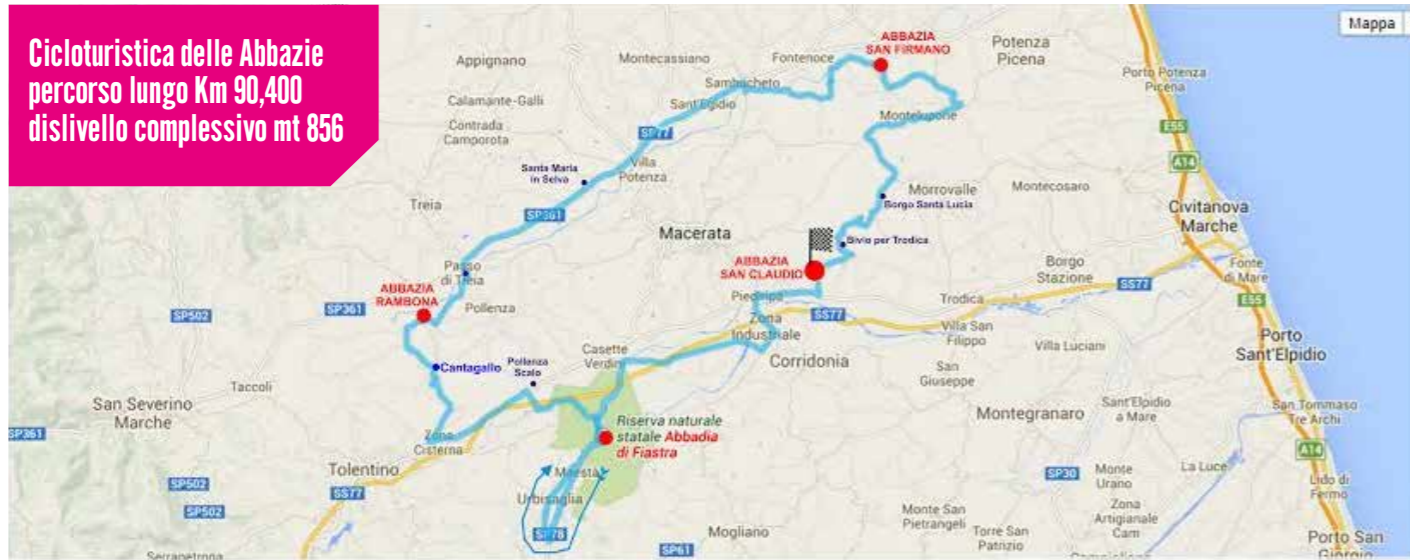 Cicloturistica delle Abbazie
percorso lungo Km 90,400
dislivello complessivo mt 856
Mappa
ABBAZIA
SAN FIRMANO
Potenza
Picena
Appignano
Montecassiano
Fontenoce
Porto Potenza
Picena
Sambucheto
Calamante-Galli
Sant'Egidio
Contrada
Camporota
Montelupone
E55
SP77
A14
Santa Maria
in Selva
Villa
Potenza
Morrovalle
Montecosaro
Treia
Borgo Santa Lucia
Civitanova
Marche
SP361
Macerata
Bivio per Trodica
ABBAZIA
SAN CLAUDIO
Borgo
Stazione
Fonte
di Mare
Passo
di Treia
SS77
ABBAZIA
RAMBONA
Piediripa
Trodica
E55
SP502
SP361
Pollenza
SS77
Zona
Industriale
Villa San
Filippo
Porto
Sant'Elpidio
Casette
Verdini
Villa Luciani
Corridonia
Pollenza
Scalo
Cantagallo
San
Giuseppe
Taccoli
San Severino
Marche
Sant'Elpidio
a Mare
San Tommaso
Tre Archi
Montegranaro
Riserva naturale
statale Abbadia
di Fiastra
SP361
Zona
Cisterna
A14
Tolentino
Maestà
SP30
Monte
Urano
La Luce
Lido di
Fermo
SP502
SS77
Urbisaglia
Zona
Artigianale
Cam
SP502
Monte San
Pietrangeli
SP78
Mogliano
Torre San
Patrizio
Porto San
Giorgio
Serrapetrona
SP61